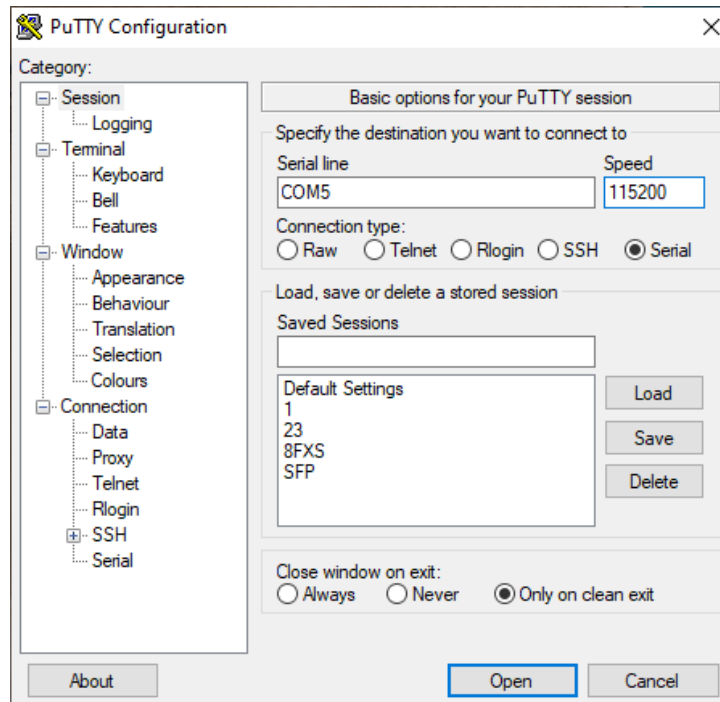 PuTTY Configuration
Category:
Session
Logging
Terminal
Keyboard
Bell
Features
Window
Appearance
Behaviour
Translation
Selection
Colours
Connection
Data
Proxy
Telnet
Rlogin
SSH
Serial
Basic options for your PuTTY session
Specify the destination you want to connect to
Serial line Speed
COM5 115200
Connection type:
Raw Telnet Rlogin SSH Serial
Load, save or delete a stored session
Saved Sessions
Default Settings
1
23
8FXS
SFP
Load
Save
Delete
Close window on exit:
Always Never Only on clean exit
About Open Cancel